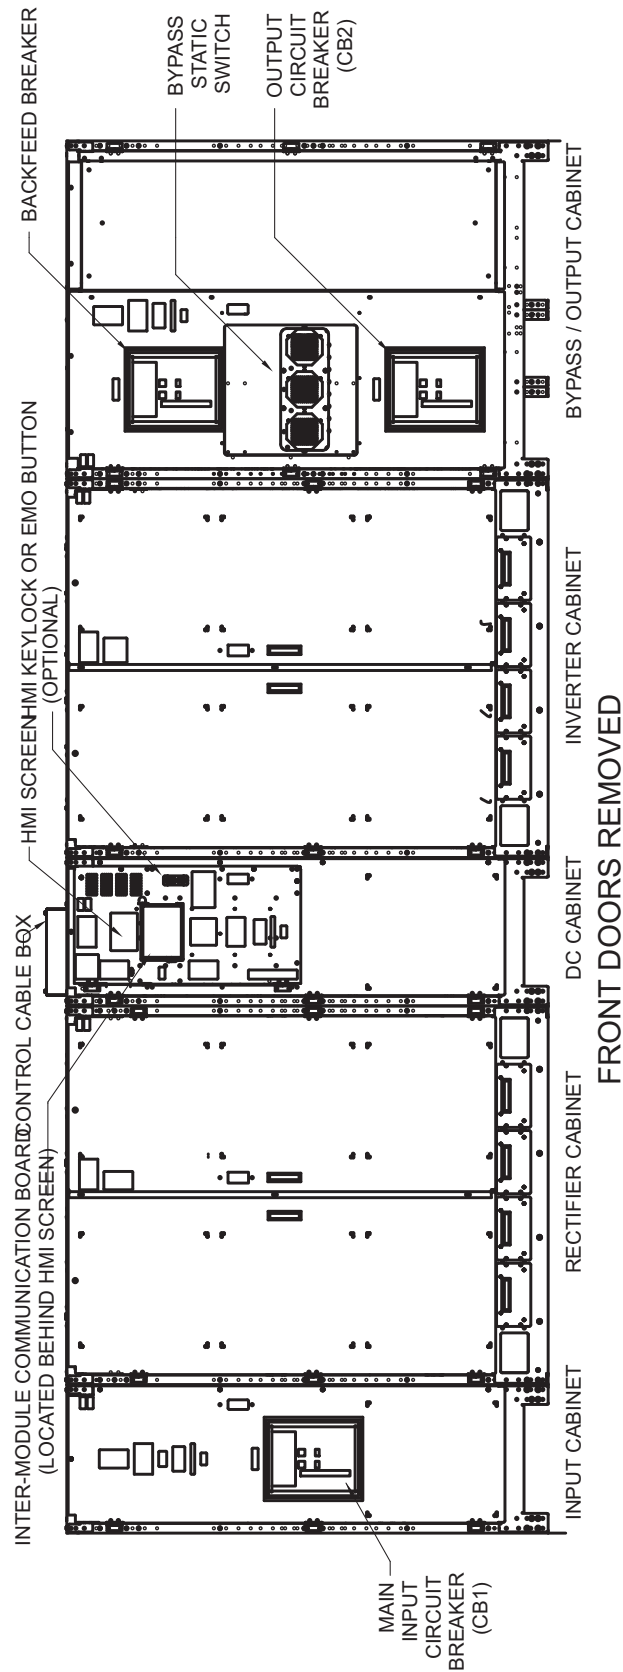 INTER-MODULE COMMUNICATION BOARD
(LOCATED BEHIND HMI SCREEN)
CONTROL CABLE BOX
HMI SCREEN
HMI KEYLOCK OR EMO BUTTON
(OPTIONAL)
BACKFEED BREAKER
BYPASS
STATIC
SWITCH
OUTPUT
CIRCUIT
BREAKER
(CB2)
MAIN
INPUT
CIRCUIT
BREAKER
(CB1)
INPUT CABINET
RECTIFIER CABINET
DC CABINET
INVERTER CABINET
BYPASS / OUTPUT CABINET
FRONT DOORS REMOVED